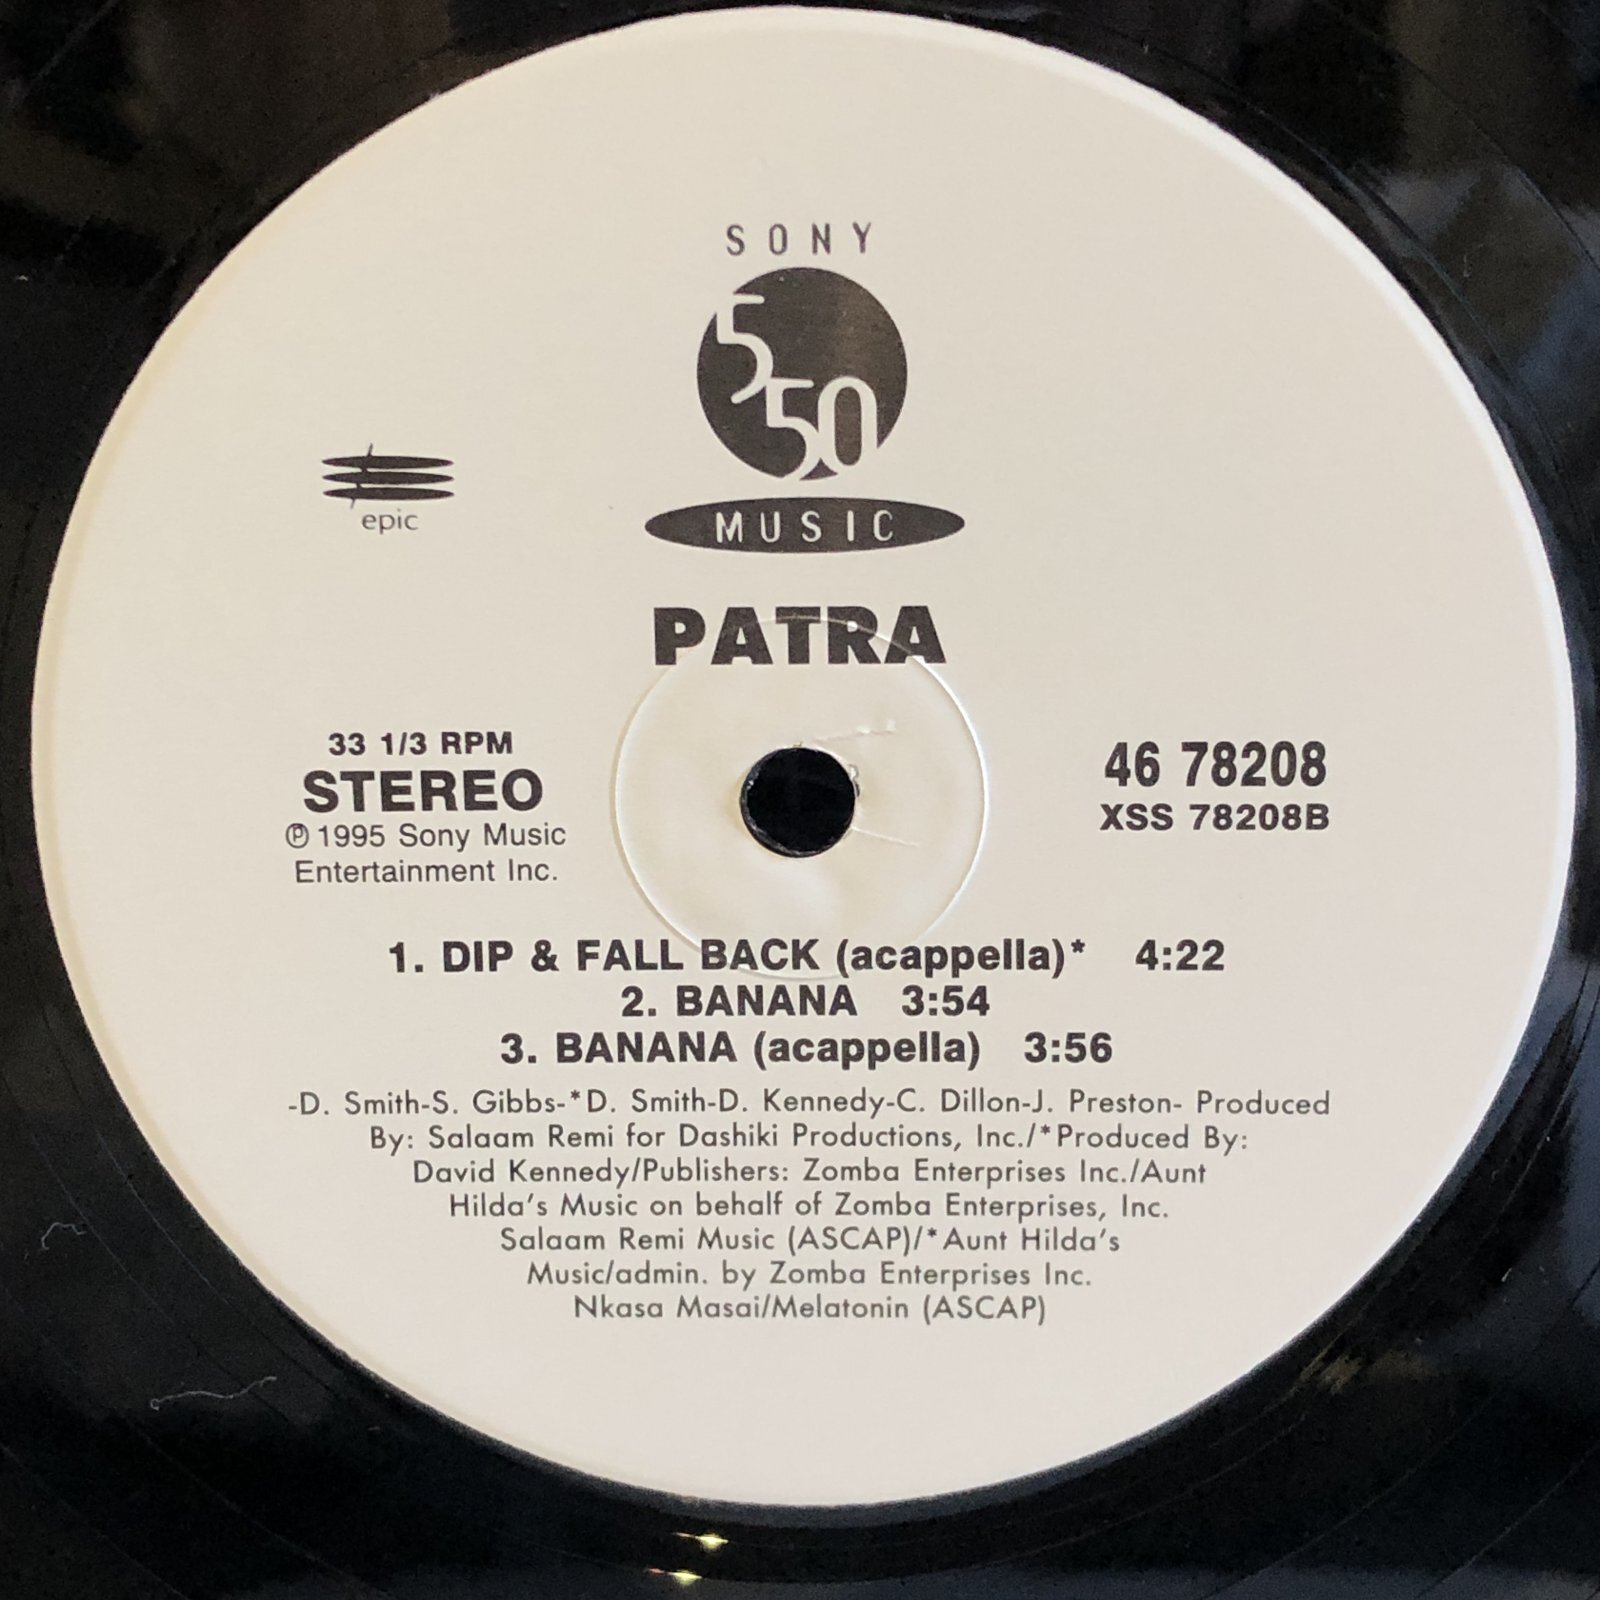 SONY
550
MUSIC
epic
PATRA
33 1/3 RPM
STEREO
Ⓟ 1995 Sony Music
Entertainment Inc.
46 78208
XSS 78208B
1. DIP & FALL BACK (acappella)* 4:22
2. BANANA 3:54
3. BANANA (acappella) 3:56
-D. Smith-S. Gibbs-*D. Smith-D. Kennedy-C. Dillon-J. Preston- Produced
By: Salaam Remi for Dashiki Productions, Inc./*Produced By:
David Kennedy/Publishers: Zomba Enterprises Inc./Aunt
Hilda's Music on behalf of Zomba Enterprises, Inc.
Salaam Remi Music (ASCAP)/*Aunt Hilda's
Music/admin. by Zomba Enterprises Inc.
Nkasa Masai/Melatonin (ASCAP)